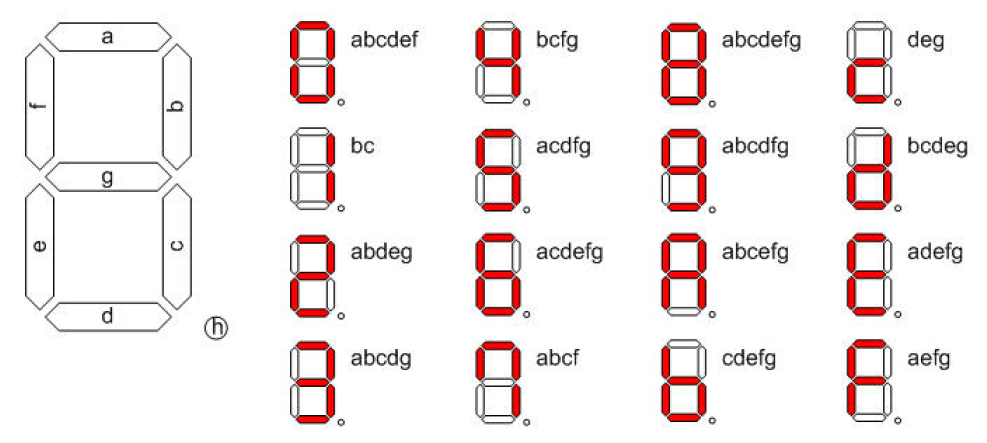 a
f
b
g
e
c
d
h
abcdef
bcfg
abcdefg
deg
bc
acdfg
abcdfg
bcdeg
abdeg
acdefg
abcefg
adefg
abcdg
abcf
cdefg
aefg